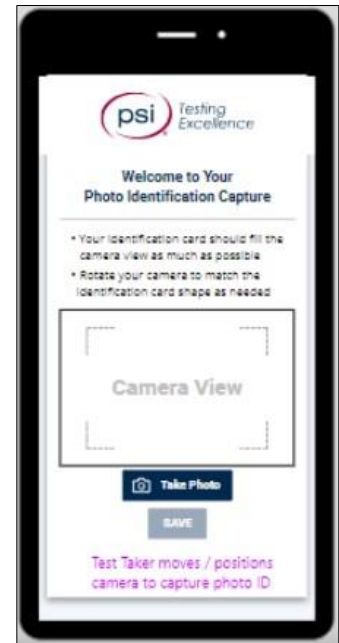 psi Testing
Excellence
Welcome to Your
Photo Identification Capture
• Your identification card should fill the
camera view as much as possible
• Rotate your camera to match the
identification card shape as needed
Camera View
Take Photo
SAVE
Test Taker moves / positions
camera to capture photo ID